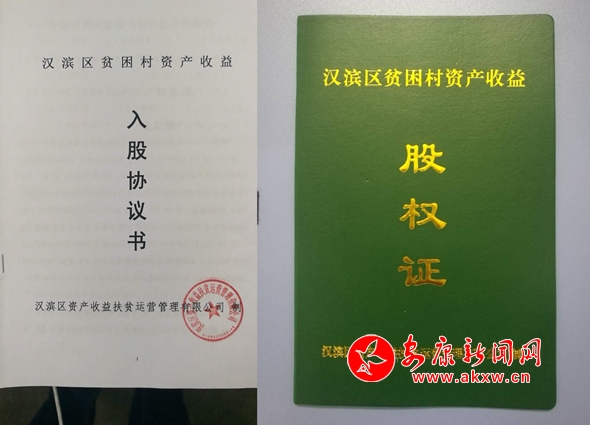 汉滨区贫困村资产收益
入股协议书
汉滨区资产收益扶贫运营管理有限公司 制
1
汉滨区贫困村资产收益
股权证
安康新闻网
www.akxw.cn